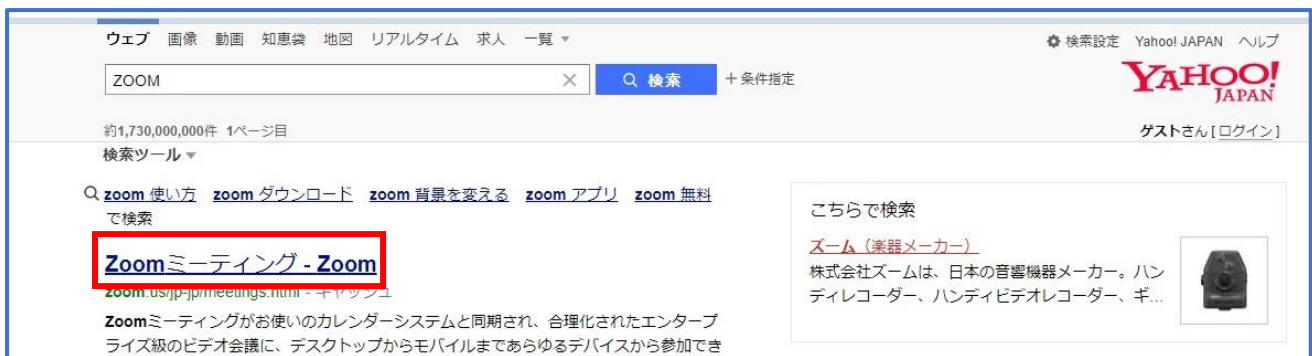 ウェブ 画像 動画 知恵袋 地図 リアルタイム 求人 一覧 ▼
検索設定 Yahoo! JAPAN ヘルプ
ZOOM × 検索 +条件指定
YAHOO!
JAPAN
約1,730,000,000件 1ページ目
ゲストさん [ログイン]
検索ツール ▼
zoom 使い方 zoom ダウンロード zoom 背景を変える zoom アプリ zoom 無料
で検索
Zoomミーティング - Zoom
zoom.us/jp-jp/meetings.html - キャッシュ
Zoomミーティングがお使いのカレンダーシステムと同期され、合理化されたエンタープ
ライズ級のビデオ会議に、デスクトップからモバイルまであらゆるデバイスから参加でき
こちらで検索
ズーム（楽器メーカー）
株式会社ズームは、日本の音響機器メーカー。ハン
ディレコーダー、ハンディビデオレコーダー、ギ...